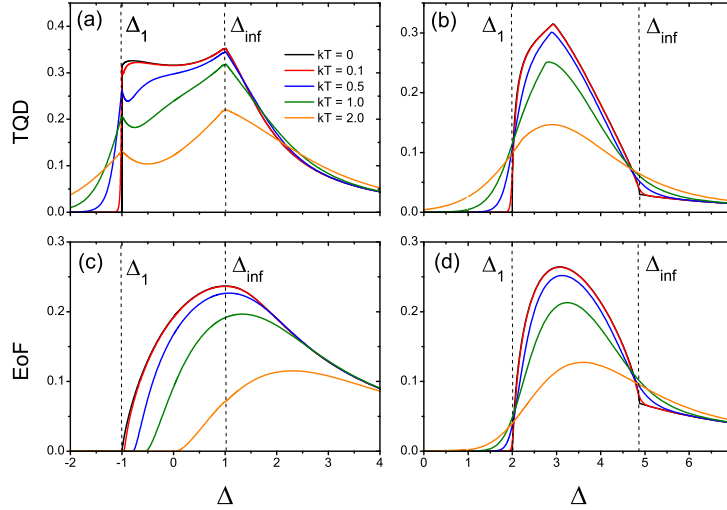 (a)
Δ1
Δinf
kT = 0
kT = 0.1
kT = 0.5
kT = 1.0
kT = 2.0
TQD
0.4
0.3
0.2
0.1
0.0
(b)
Δ1
Δinf
0.3
0.2
0.1
0.0
(c)
Δ1
Δinf
EoF
0.3
0.2
0.1
0.0
-2 -1 0 1 2 3 4
Δ
(d)
Δ1
Δinf
0.3
0.2
0.1
0.0
0 1 2 3 4 5 6
Δ